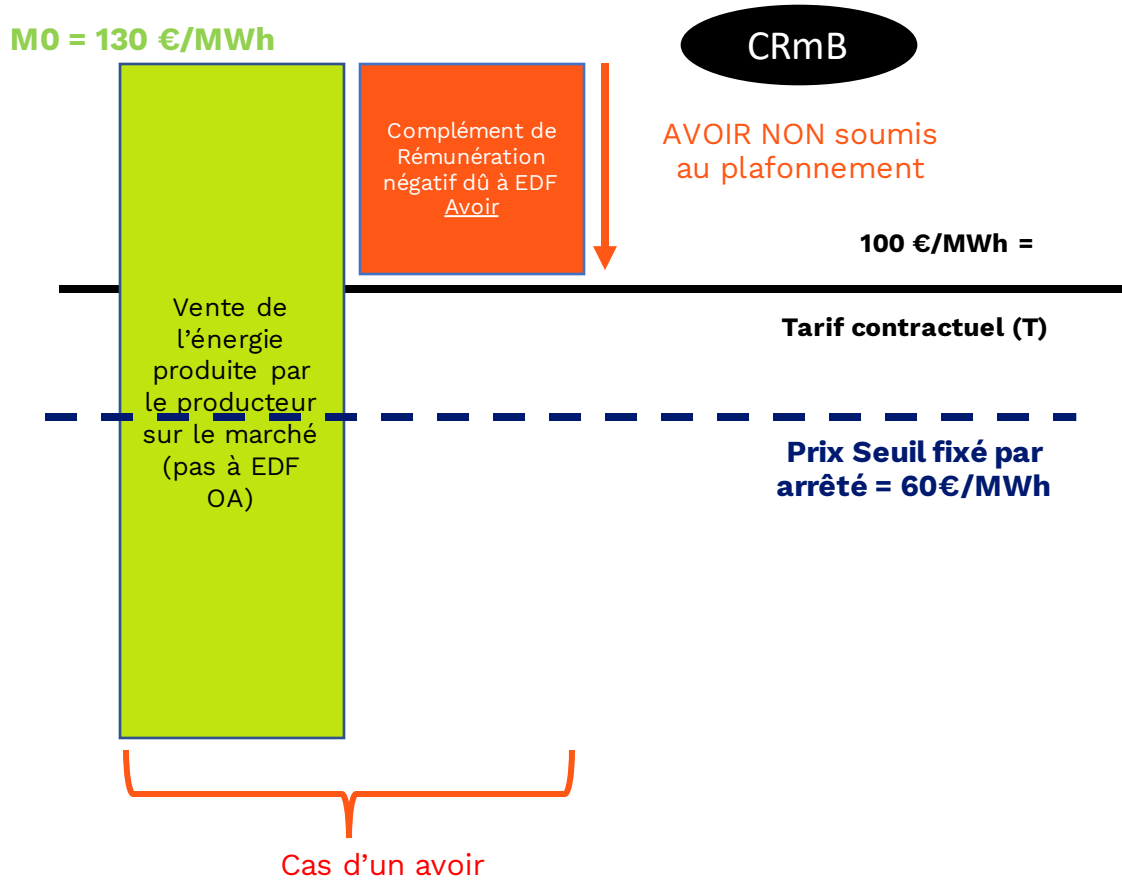 M0 = 130 €/MWh
CRmB
Complément de
Rémunération
négatif dû à EDF
Avoir
AVOIR NON soumis
au plafonnement
100 €/MWh =
Tarif contractuel (T)
Vente de
l’énergie
produite par
le producteur
sur le marché
(pas à EDF
OA)
Prix Seuil fixé par
arrêté = 60€/MWh
Cas d’un avoir